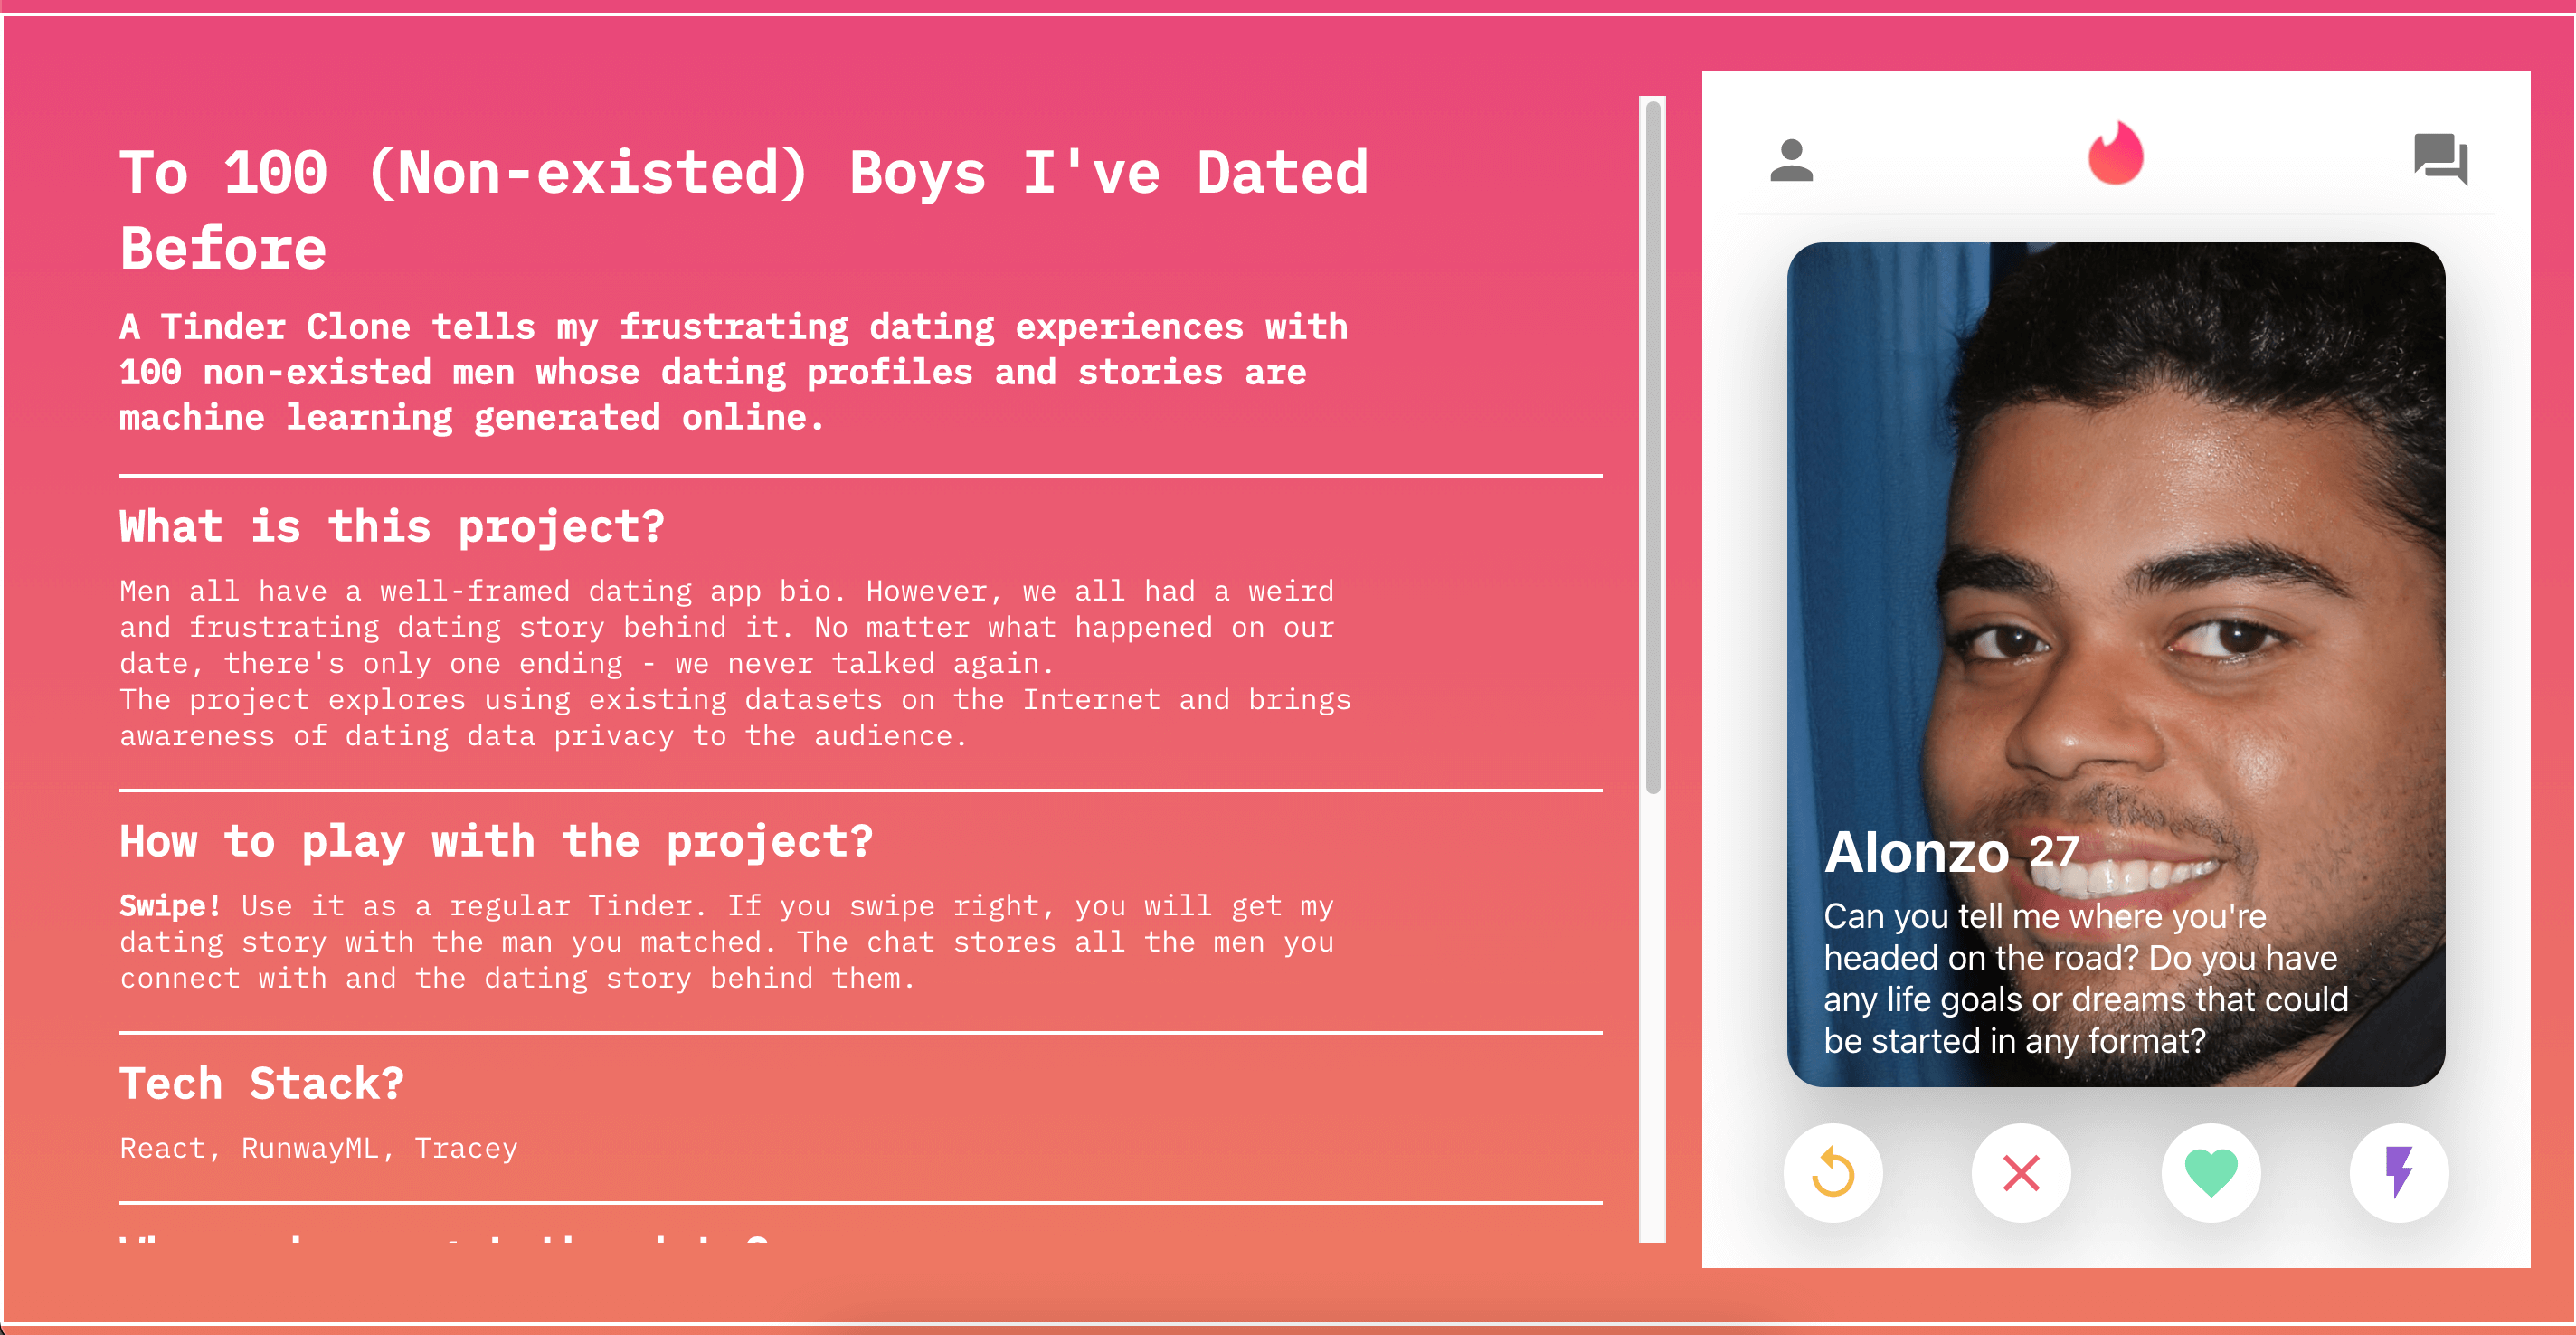 To 100 (Non-existed) Boys I've Dated
Before
A Tinder Clone tells my frustrating dating experiences with
100 non-existed men whose dating profiles and stories are
machine learning generated online.
What is this project?
Men all have a well-framed dating app bio. However, we all had a weird
and frustrating dating story behind it. No matter what happened on our
date, there's only one ending - we never talked again.
The project explores using existing datasets on the Internet and brings
awareness of dating data privacy to the audience.
How to play with the project?
Swipe! Use it as a regular Tinder. If you swipe right, you will get my
dating story with the man you matched. The chat stores all the men you
connect with and the dating story behind them.
Tech Stack?
React, RunwayML, Tracey
Alonzo 27
Can you tell me where you're
headed on the road? Do you have
any life goals or dreams that could
be started in any format?